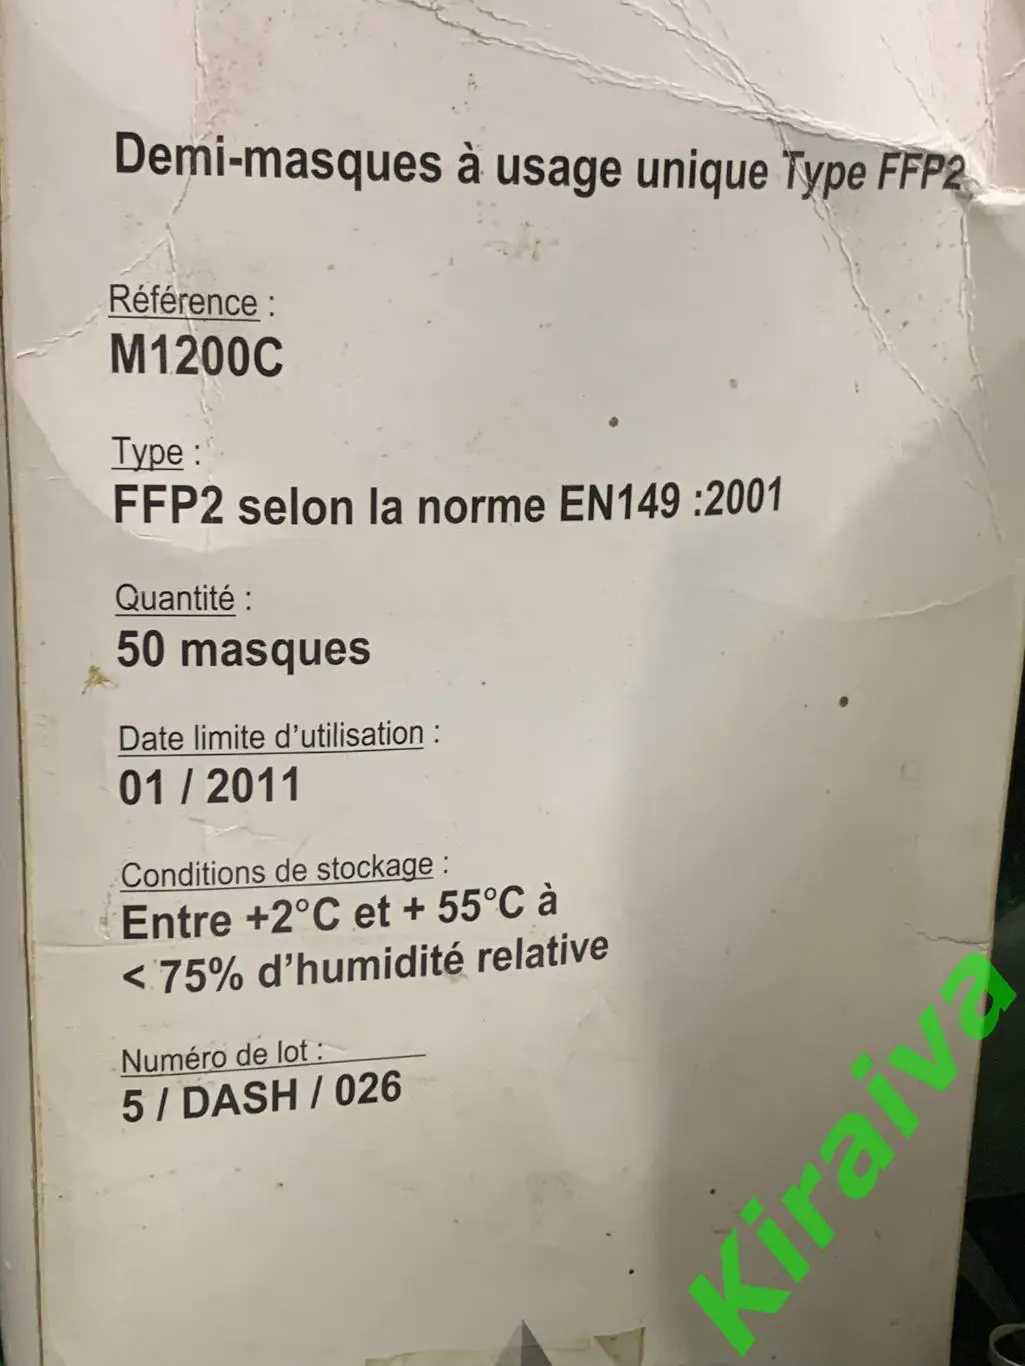 Demi-masques à usage unique Type FFP2
Référence :
M1200C
Type :
FFP2 selon la norme EN149 :2001
Quantité :
50 masques
Date limite d'utilisation :
01 / 2011
Conditions de stockage :
Entre +2°C et + 55°C à
< 75% d'humidité relative
Numéro de lot :
5 / DASH / 026
Kiraiva